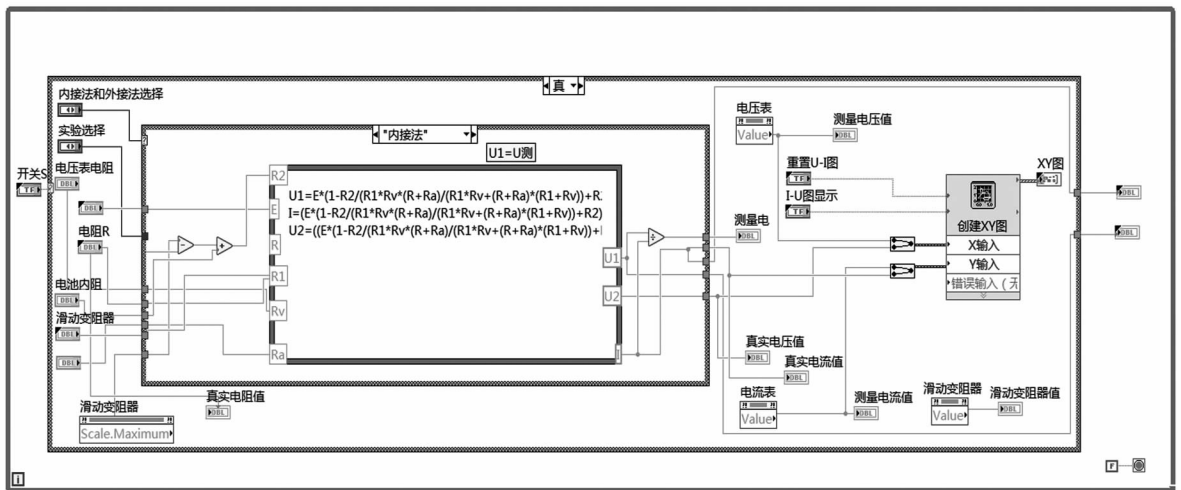 真
内接法和外接法选择
实验选择
开关S
TF
电压表电阻
DBL
DBL
电阻R
DBL
电池内阻
DBL
滑动变阻器
DBL
DBL
滑动变阻器
Scale.Maximum
真实电阻值
DBL
"内接法"
U1=U测
R2
E
R
R1
Rv
Ra
U1=E*(1-R2/(R1*Rv*(R+Ra)/(R1*Rv+(R+Ra)*(R1+Rv))+R
I=(E*(1-R2/(R1*Rv*(R+Ra)/(R1*Rv+(R+Ra)*(R1+Rv))+R2)
U2=((E*(1-R2/(R1*Rv*(R+Ra)/(R1*Rv+(R+Ra)*(R1+Rv))+
U1
U2
I
测量电
DBL
电压表
Value
测量电压值
DBL
重置U-I图
TF
I-U图显示
TF
创建XY图
X输入
Y输入
错误输入（无
XY图
DBL
DBL
真实电压值
DBL
真实电流值
DBL
电流表
Value
测量电流值
DBL
滑动变阻器
Value
滑动变阻器值
DBL
i
F